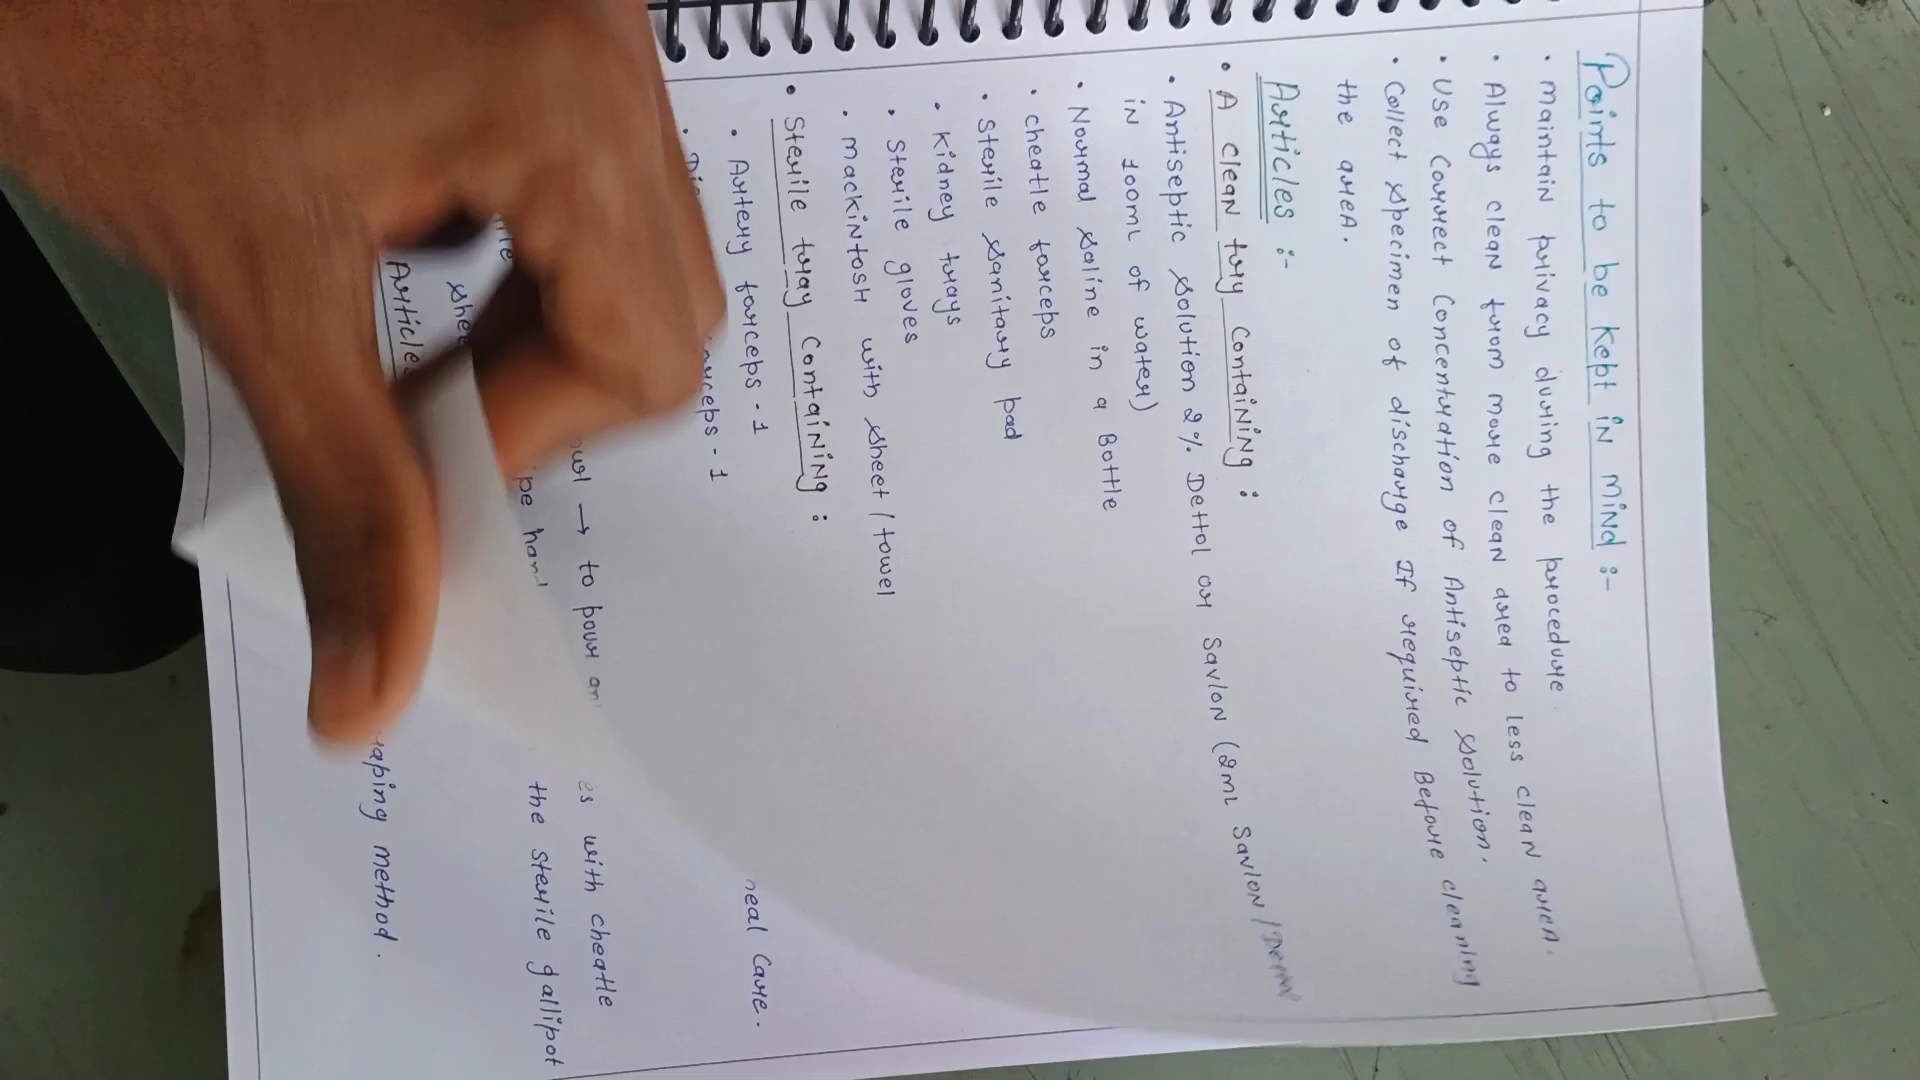 Points to be kept in mind :-
• maintain privacy during the procedure.
• Always clean from more clean area to less clean area.
• Use Correct Concentration of Antiseptic solution.
• Collect specimen of discharge If required Before cleaning
the area.
Articles :-
• A clean try containing :
• Antiseptic solution 2% Dettol or Savlon (2ml Savlon/Dettol
in 100ml of water)
• Normal saline in a Bottle
• cheatle forceps
• sterile sanitary pad
• kidney trays
• sterile gloves
• mackintosh with sheet / towel
• Sterile tray containing :
• Artery forceps - 1
forceps - 1
neal Care.
→ to pour
with cheatle
the sterile gallipot
Articles
method.